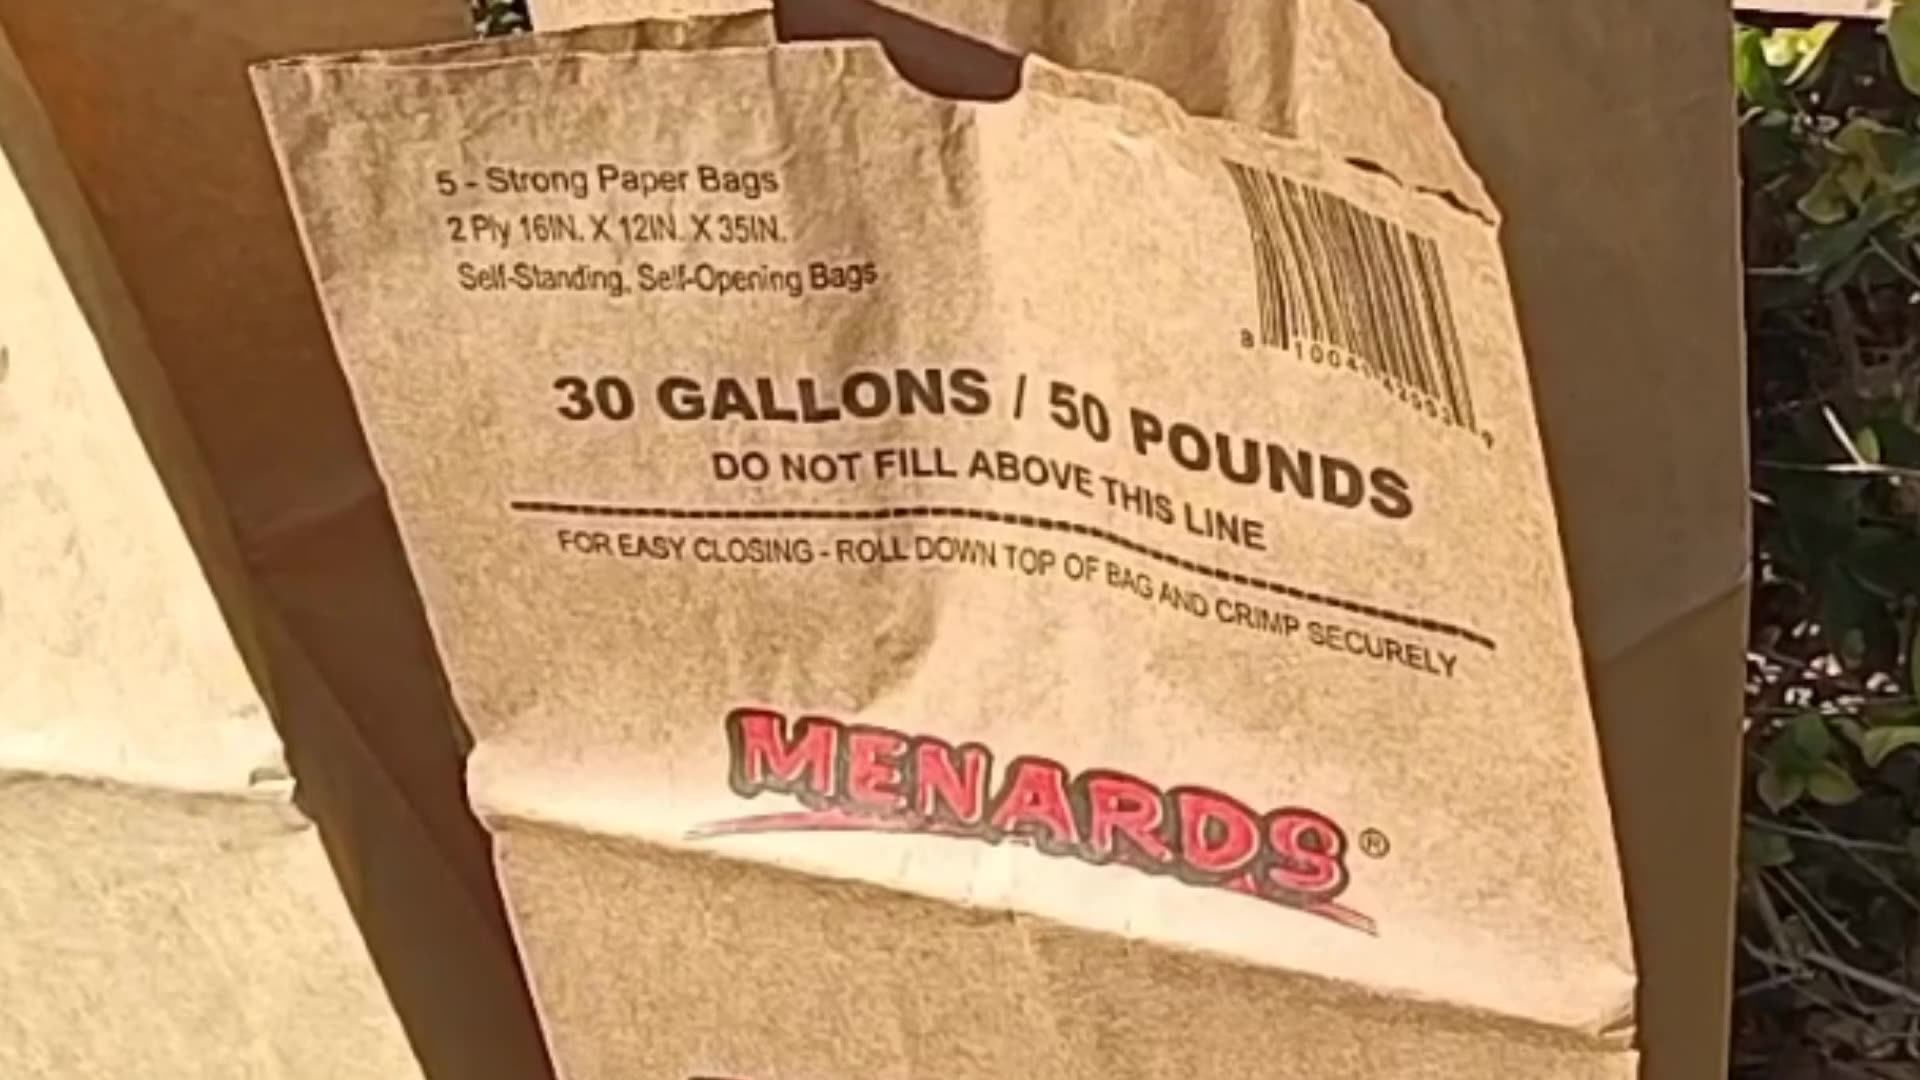 5 - Strong Paper Bags
2 Ply 16IN. X 12IN. X 35IN.
Self-Standing, Self-Opening Bags
30 GALLONS / 50 POUNDS
DO NOT FILL ABOVE THIS LINE
FOR EASY CLOSING - ROLL DOWN TOP OF BAG AND CRIMP SECURELY
MENARDS®